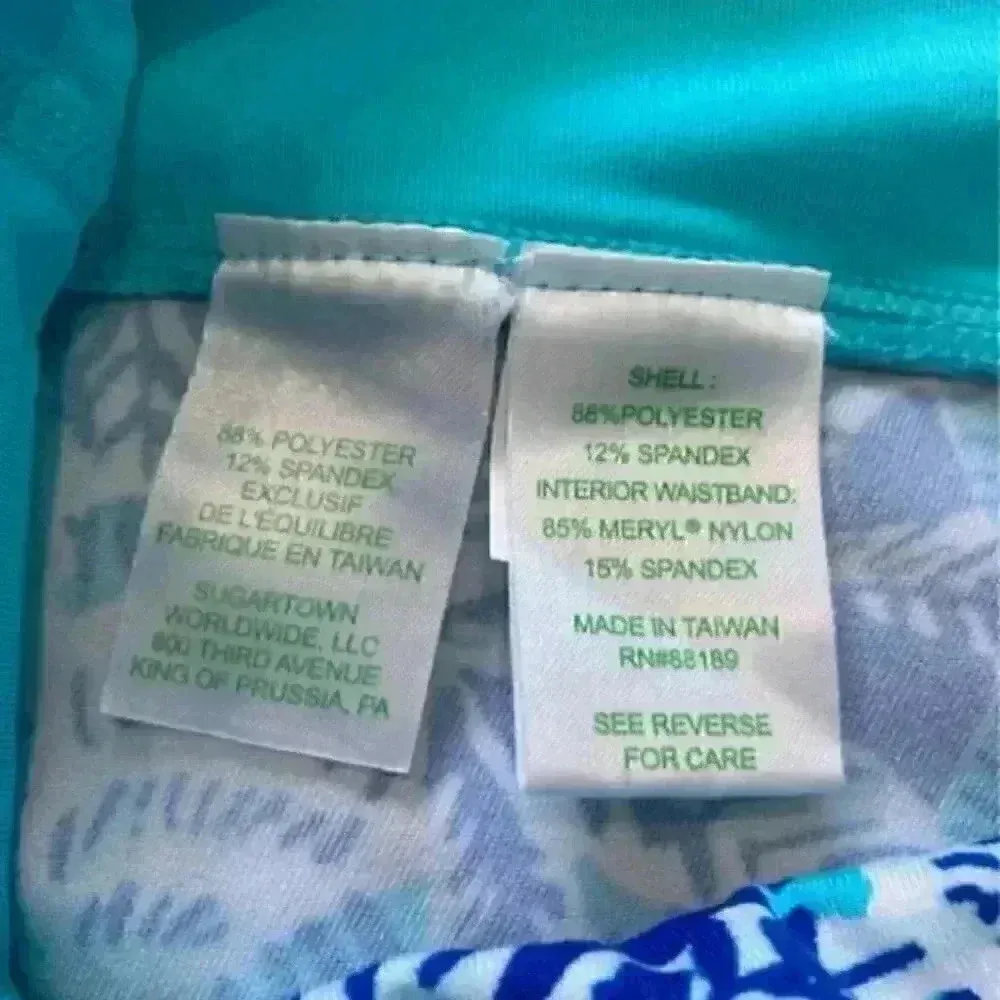 88% POLYESTER
12% SPANDEX
EXCLUSIF
DE L'ÉQUILIBRE
FABRIQUE EN TAIWAN
SUGARTOWN
WORLDWIDE, LLC
800 THIRD AVENUE
KING OF PRUSSIA, PA
SHELL:
88%POLYESTER
12% SPANDEX
INTERIOR WAISTBAND:
85% MERYL® NYLON
15% SPANDEX
MADE IN TAIWAN
RN#88189
SEE REVERSE
FOR CARE